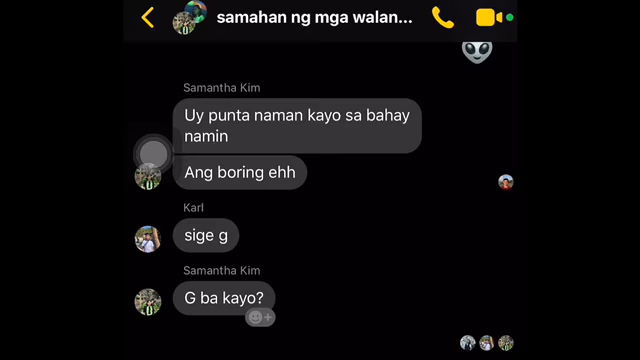 samahan ng mga walan...
Samantha Kim
Uy punta naman kayo sa bahay
namin
Ang boring ehh
Karl
sige g
Samantha Kim
G ba kayo?